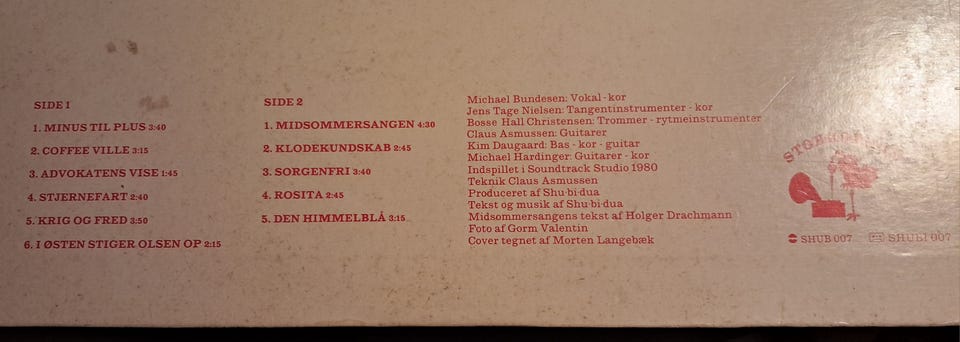 SIDE 1
1. MINUS TIL PLUS 3:40
2. COFFEE VILLE 3:15
3. ADVOKATENS VISE 1:45
4. STJERNEFART 2:40
5. KRIG OG FRED 3:50
6. I ØSTEN STIGER OLSEN OP 2:15
SIDE 2
1. MIDSOMMERSANGEN 4:30
2. KLODEKUNDSKAB 2:45
3. SORGENFRI 3:40
4. ROSITA 2:45
5. DEN HIMMELBLÅ 3:15
Michael Bundesen: Vokal - kor
Jens Tage Nielsen: Tangentinstrumenter - kor
Bosse Hall Christensen: Trommer - rytmeinstrumenter
Claus Asmussen: Guitarer
Kim Daugaard: Bas - kor - guitar
Michael Hardinger: Guitarer - kor
Indspillet i Soundtrack Studio 1980
Teknik Claus Asmussen
Produceret af Shu·bi·dua
Tekst og musik af Shu·bi·dua
Midsommersangens tekst af Holger Drachmann
Foto af Gorm Valentin
Cover tegnet af Morten Langebæk
SHUB 007
SHUBI 007